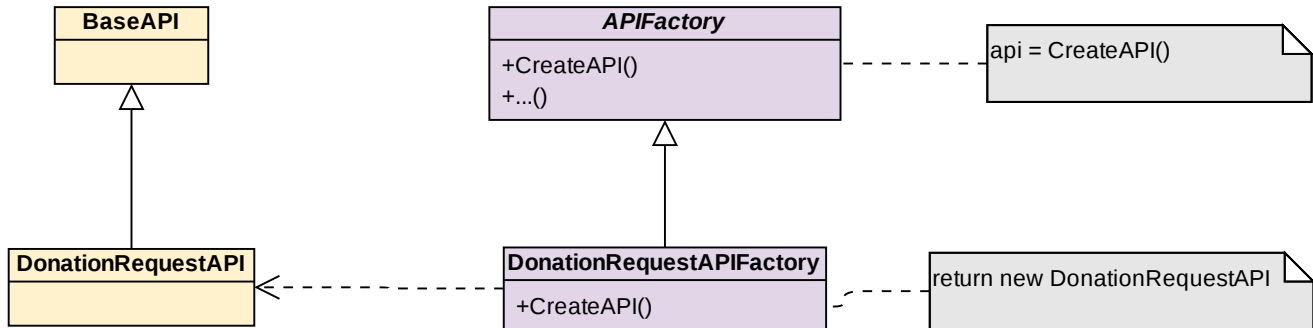 BaseAPI
APIFactory
+CreateAPI()
+...()
api = CreateAPI()
DonationRequestAPI
DonationRequestAPIFactory
+CreateAPI()
return new DonationRequestAPI